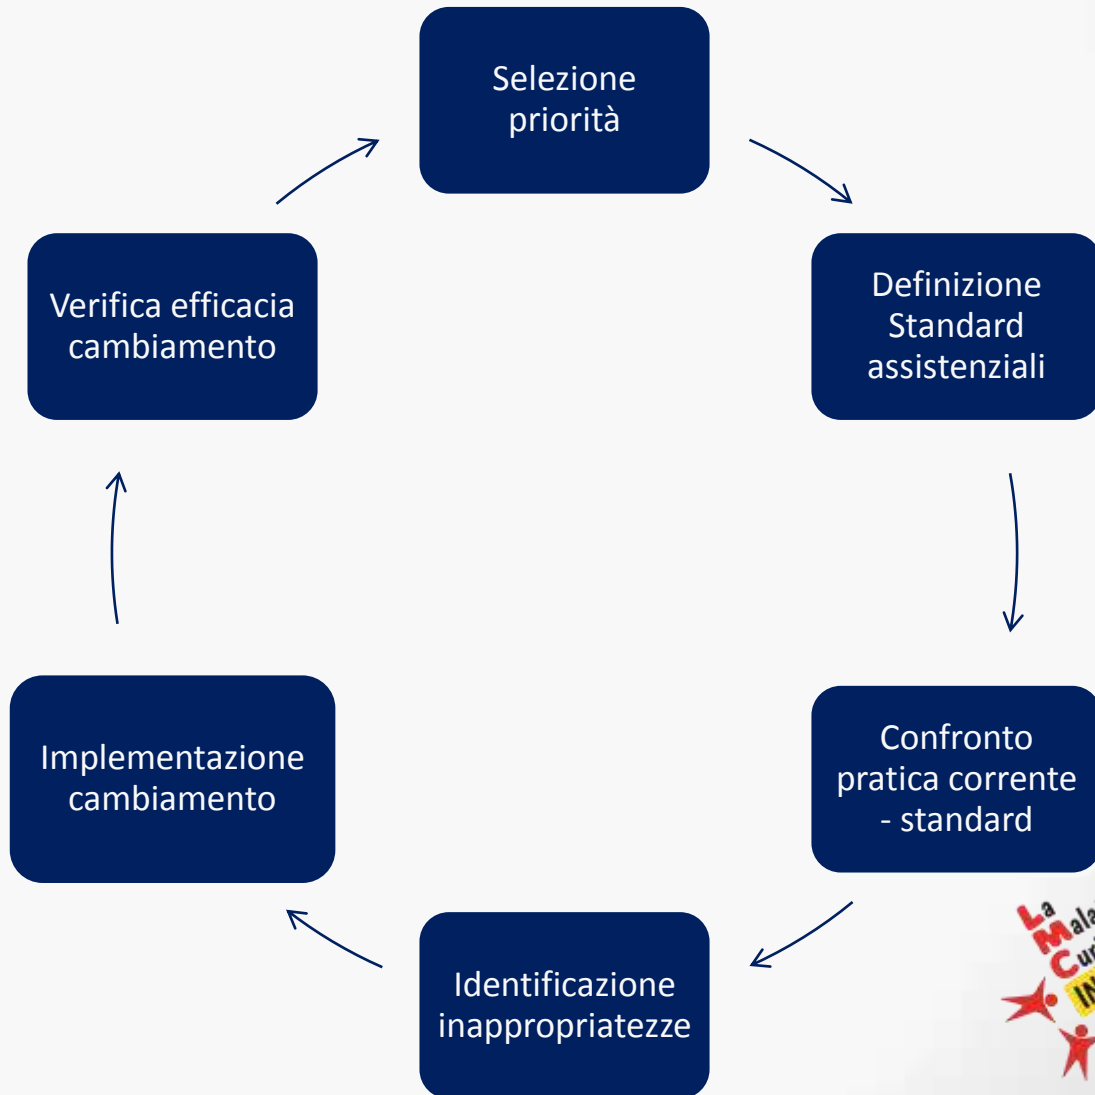 Selezione
priorità
Definizione
Standard
assistenziali
Confronto
pratica corrente
- standard
Identificazione
inappropriatezze
Implementazione
cambiamento
Verifica efficacia
cambiamento
La